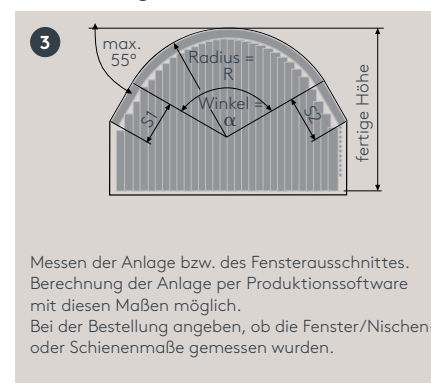 3
max.
55°
Radius =
R
Winkel =
α
S1
S2
fertige Höhe
Messen der Anlage bzw. des Fensterausschnittes.
Berechnung der Anlage per Produktionssoftware
mit diesen Maßen möglich.
Bei der Bestellung angeben, ob die Fenster/Nischen-
oder Schienenmaße gemessen wurden.